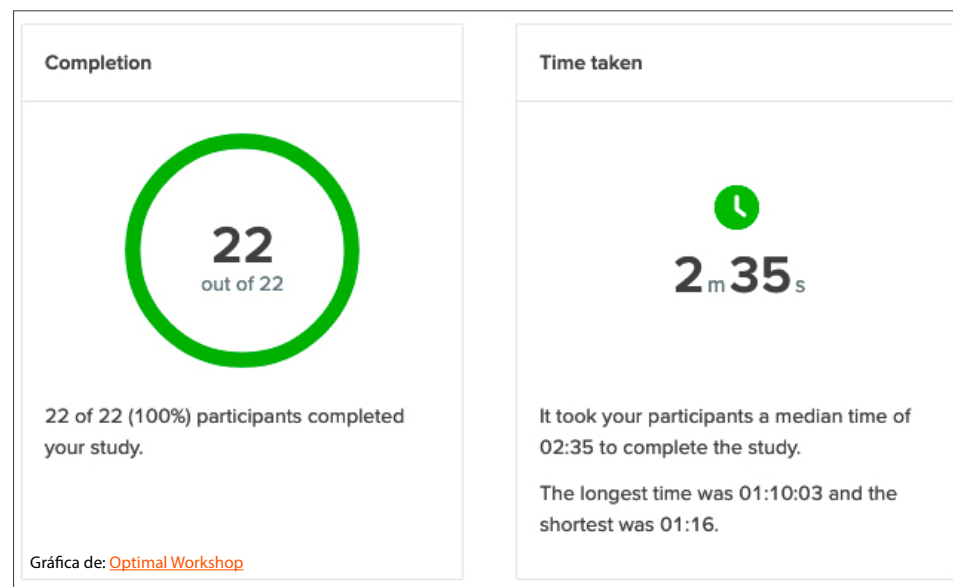 Completion
22
out of 22
22 of 22 (100%) participants completed
your study.
Gráfica de: Optimal Workshop
Time taken
2 m 35 s
It took your participants a median time of
02:35 to complete the study.
The longest time was 01:10:03 and the
shortest was 01:16.